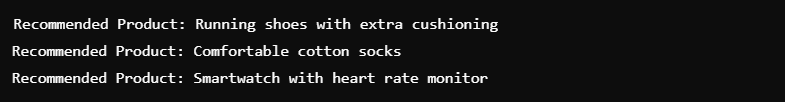 Recommended Product: Running shoes with extra cushioning
Recommended Product: Comfortable cotton socks
Recommended Product: Smartwatch with heart rate monitor